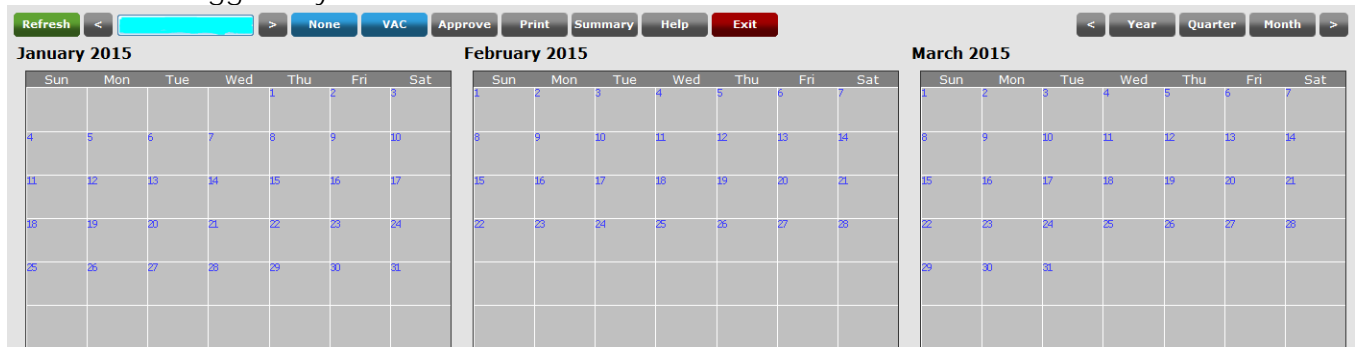 Refresh < > None VAC Approve Print Summary Help Exit < Year Quarter Month >
January 2015 February 2015 March 2015
Sun Mon Tue Wed Thu Fri Sat Sun Mon Tue Wed Thu Fri Sat Sun Mon Tue Wed Thu Fri Sat
1 2 3 1 2 3 4 5 6 7 1 2 3 4 5 6 7
4 5 6 7 8 9 10 8 9 10 11 12 13 14 8 9 10 11 12 13 14
11 12 13 14 15 16 17 15 16 17 18 19 20 21 15 16 17 18 19 20 21
18 19 20 21 22 23 24 22 23 24 25 26 27 28 22 23 24 25 26 27 28
25 26 27 28 29 30 31 29 30 31